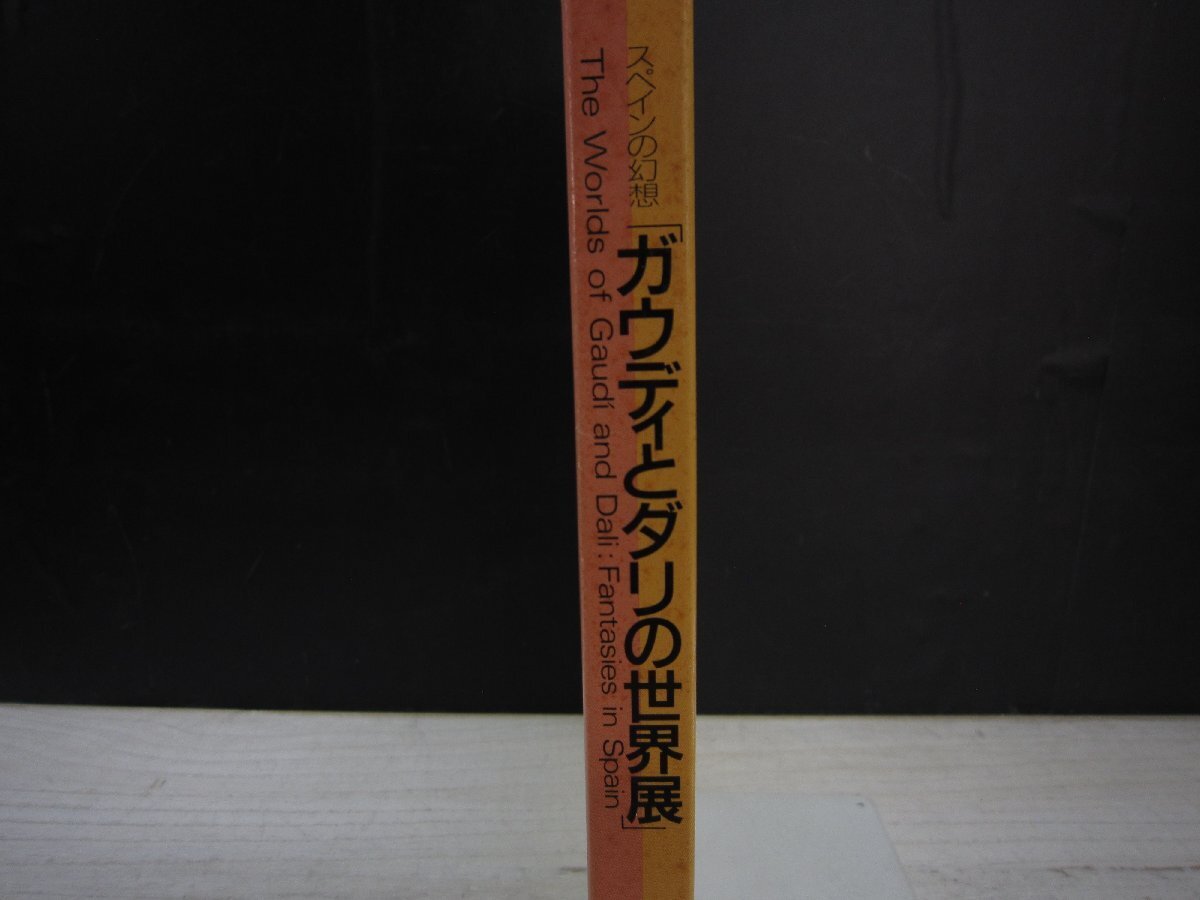 スペインの幻想「ガウディとダリの世界展」
The Worlds of Gaudí and Dali : Fantasies in Spain